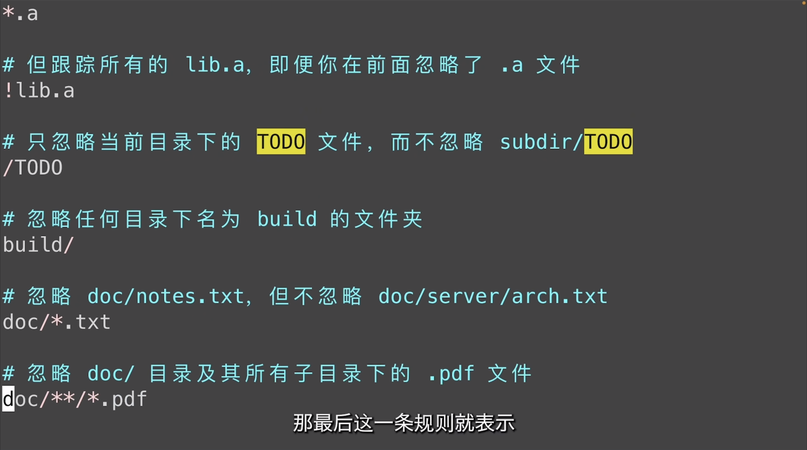 *.a
# 但跟踪所有的 lib.a，即便你在前面忽略了 .a 文件
!lib.a
# 只忽略当前目录下的 TODO 文件，而不忽略 subdir/TODO
/TODO
# 忽略任何目录下名为 build 的文件夹
build/
# 忽略 doc/notes.txt，但不忽略 doc/server/arch.txt
doc/*.txt
# 忽略 doc/ 目录及其所有子目录下的 .pdf 文件
doc/**/*.pdf
那最后这一条规则就表示